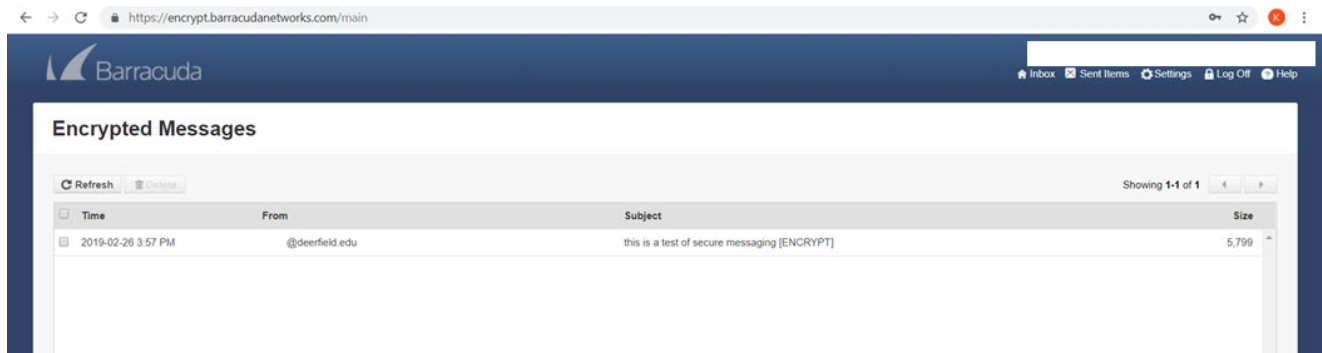 https://encrypt.barracudanetworks.com/main
K
Barracuda
Inbox Sent Items Settings Log Off Help
Encrypted Messages
Refresh Delete Showing 1-1 of 1
Time From Subject Size
2019-02-26 3:57 PM @deerfield.edu this is a test of secure messaging [ENCRYPT] 5,799